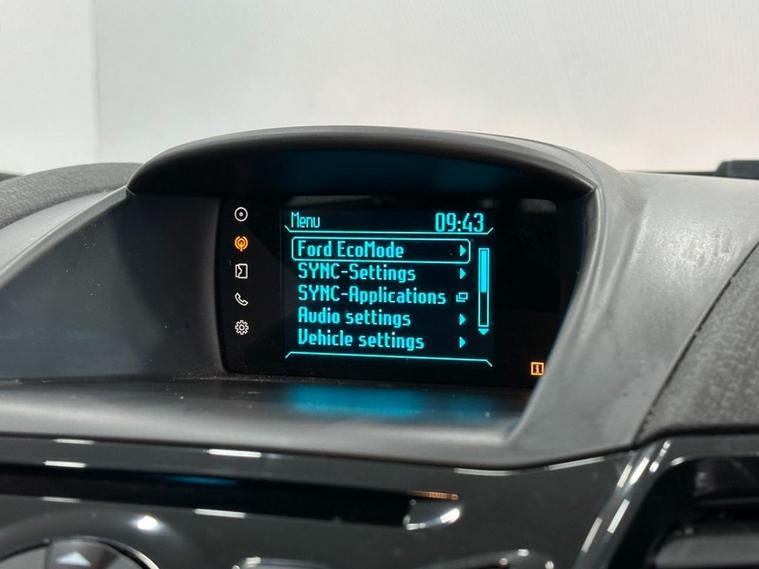 Menu 09:43
Ford EcoMode
SYNC-Settings
SYNC-Applications
Audio settings
Vehicle settings